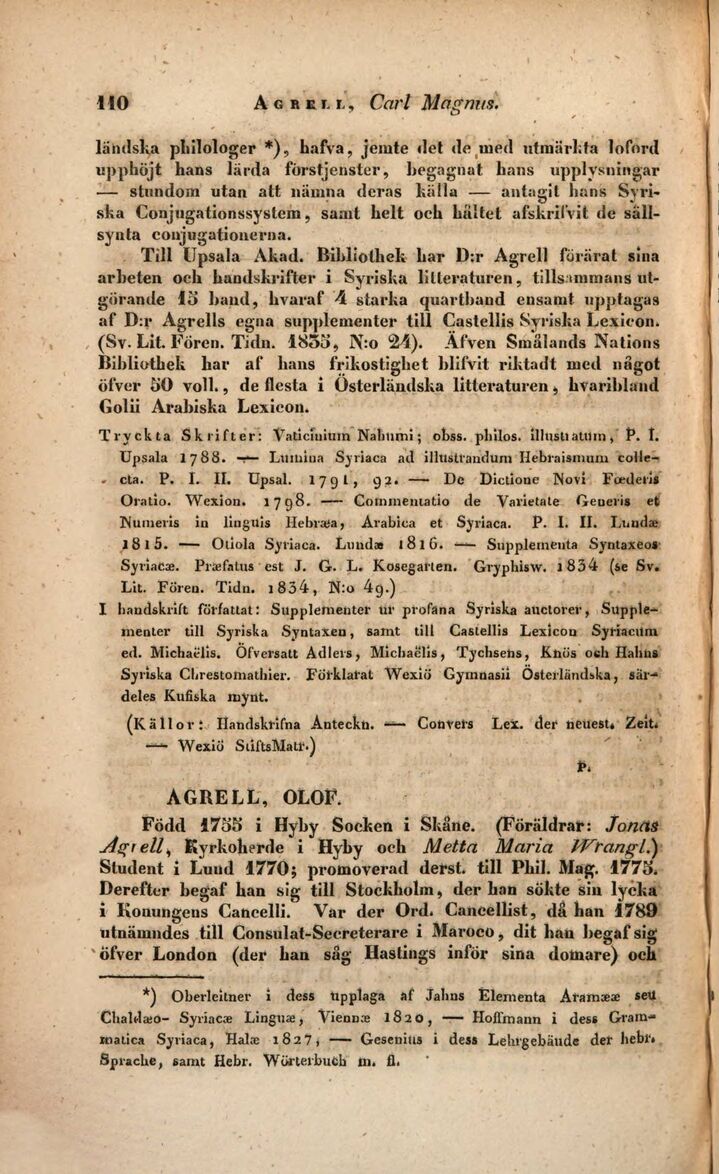 110 AGRELL, Carl Magnus.
ländska philologer *), hafva, jemte det de med utmärkta loford
upphöjt hans lärda förstjenster, begagnat hans upplysningar
— stundom utan att nämna deras källa — antagit hans Syri-
ska Conjugationssystem, samt helt och hållet afskrifvit de säll-
synta conjugationerna.
Till Upsala Akad. Bibliothek har D:r Agrell förärat sina
arbeten och handskrifter i Syriska litteraturen, tillsammans ut-
görande 15 band, hvaraf 4 starka quartband ensamt upptagas
af D:r Agrells egna supplementer till Castellis Syriska Lexicon.
(Sv. Lit. Fören. Tidn. 1835, N:o 24). Äfven Smålands Nations
Bibliothek har af hans frikostighet blifvit riktadt med något
öfver 50 voll., de flesta i Österländska litteraturen, hvaribland
Golii Arabiska Lexicon.
Tryckta Skrifter: Vaticinium Nahumi; obss. philos. illustratum, P. I.
Upsala 1788. — Lumina Syriaca ad illustrandum Hebraismum colle-
cta. P. I. II. Upsal. 1791, 92. — De Dictione Novi Fœderis
Oratio. Wexion. 1798. — Commentatio de Varietate Generis et
Numeris in linguis Hebræa, Arabica et Syriaca. P. I. II. Lundæ
1815. — Otiola Syriaca. Lundæ 1816. — Supplementa Syntaxeos
Syriacæ. Præfatus est J. G. L. Kosegarten. Gryphisw. 1834 (se Sv.
Lit. Fören. Tidn. 1834, N:o 49.)
I handskrift författat: Supplementer ur profana Syriska auctorer, Supple-
menter till Syriska Syntaxen, samt till Castellis Lexicon Syriacum
ed. Michaëlis. Öfversatt Adlers, Michaëlis, Tychsens, Knös och Hahns
Syriska Chrestomathier. Förklarat Wexiö Gymnasii Österländska, sär-
deles Kufiska mynt.
(Källor: Handskrifna Anteckn. — Convers Lex. der neuest. Zeit.
— Wexiö StiftsMatr.)
P.
AGRELL, OLOF.
Född 1755 i Hyby Socken i Skåne. (Föräldrar: Jonas
Agrell, Kyrkoherde i Hyby och Metta Maria Wrangl.)
Student i Lund 1770; promoverad derst. till Phil. Mag. 1775.
Derefter begaf han sig till Stockholm, der han sökte sin lycka
i Konungens Cancelli. Var der Ord. Cancellist, då han 1789
utnämndes till Consulat-Secreterare i Maroco, dit han begaf sig
öfver London (der han såg Hastings inför sina domare) och
*) Oberleitner i dess upplaga af Jahns Elementa Aramææ seu
Chaldæo- Syriacæ Linguæ, Viennæ 1820, — Hoffmann i dess Gram-
matica Syriaca, Halæ 1827, — Gesenius i dess Lehrgebäude der hebr.
Sprache, samt Hebr. Wörterbuch m. fl.